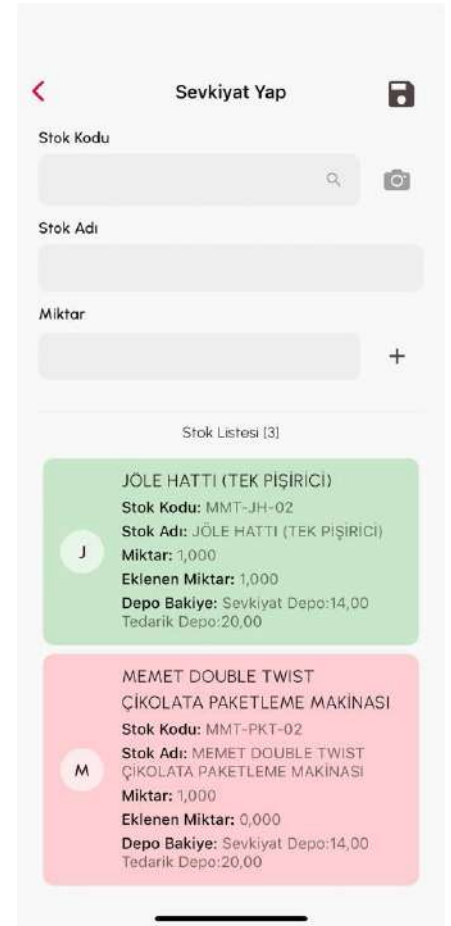 Sevkiyat Yap
Stok Kodu
Stok Adı
Miktar
Stok Listesi (3)
JÖLE HATTI (TEK PİŞİRİCİ)
Stok Kodu: MMT-JH-02
Stok Adı: JÖLE HATTI (TEK PİŞİRİCİ)
J
Miktar: 1,000
Eklenen Miktar: 1,000
Depo Bakiye: Sevkiyat Depo:14,00
Tedarik Depo:20,00
MEMET DOUBLE TWIST
ÇİKOLATA PAKETLEME MAKİNASI
Stok Kodu: MMT-PKT-02
Stok Adı: MEMET DOUBLE TWIST
M
ÇİKOLATA PAKETLEME MAKİNASI
Miktar: 1,000
Eklenen Miktar: 0,000
Depo Bakiye: Sevkiyat Depo:14,00
Tedarik Depo:20,00